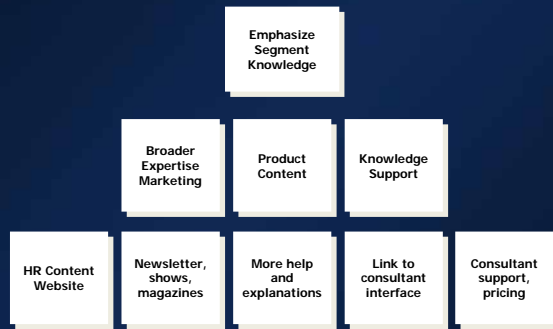 Emphasize
Segment
Knowledge
Broader
Expertise
Marketing
Product
Content
Knowledge
Support
HR Content
Website
Newsletter,
shows,
magazines
More help
and
explanations
Link to
consultant
interface
Consultant
support,
pricing